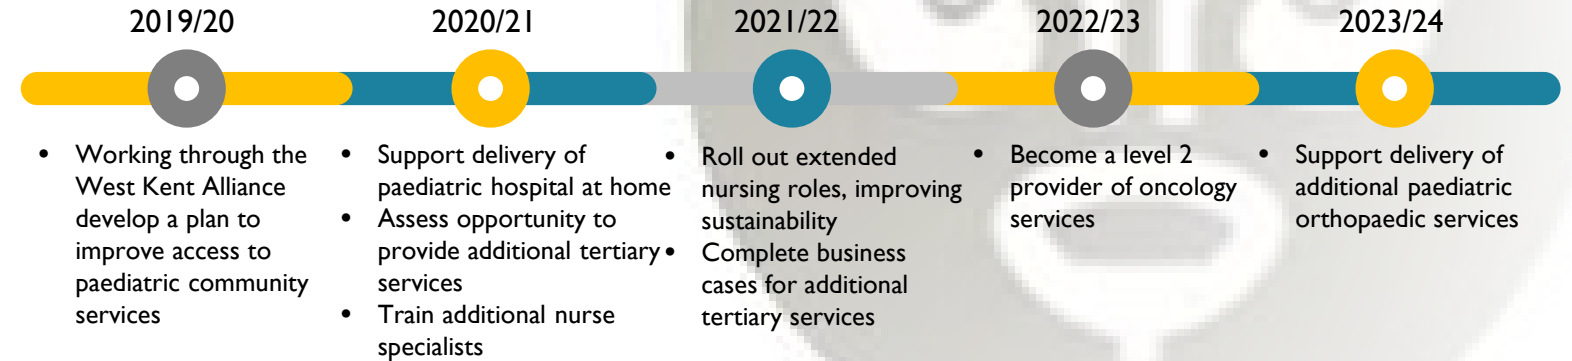 2019/20
2020/21
2021/22
2022/23
2023/24
• Working through the
West Kent Alliance
develop a plan to
improve access to
paediatric community
services
• Support delivery of
paediatric hospital at home
• Assess opportunity to
provide additional tertiary
services
• Train additional nurse
specialists
• Roll out extended
nursing roles, improving
sustainability
• Complete business
cases for additional
tertiary services
• Become a level 2
provider of oncology
services
• Support delivery of
additional paediatric
orthopaedic services